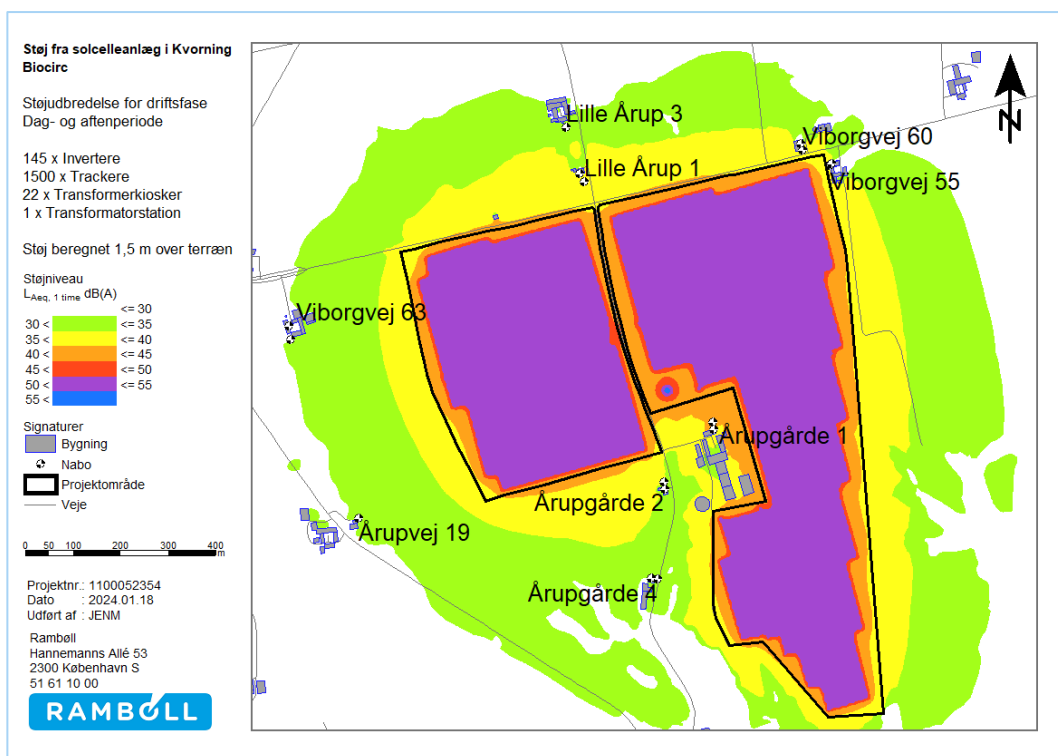 Støj fra solcelleanlæg i Kvorning
Biocirc
Støjudbredelse for driftsfase
Dag- og aftenperiode
145 x Invertere
1500 x Trackere
22 x Transformerkiosker
1 x Transformatorstation
Støj beregnet 1,5 m over terræn
Støjniveau
LAeq, 1 time dB(A)
<= 30
30 < <= 35
35 < <= 40
40 < <= 45
45 < <= 50
50 < <= 55
55 <
Signaturer
Bygning
Nabo
Projektområde
Veje
0 50 100 200 300 400
m
Projektnr.: 1100052354
Dato : 2024.01.18
Udført af : JENM
Rambøll
Hannemanns Allé 53
2300 København S
51 61 10 00
RAMBOLL
N
Lille Årup 3
Viborgvej 60
Lille Årup 1
Viborgvej 55
Viborgvej 63
Årupgårde 1
Årupgårde 2
Årupvej 19
Årupgårde 4